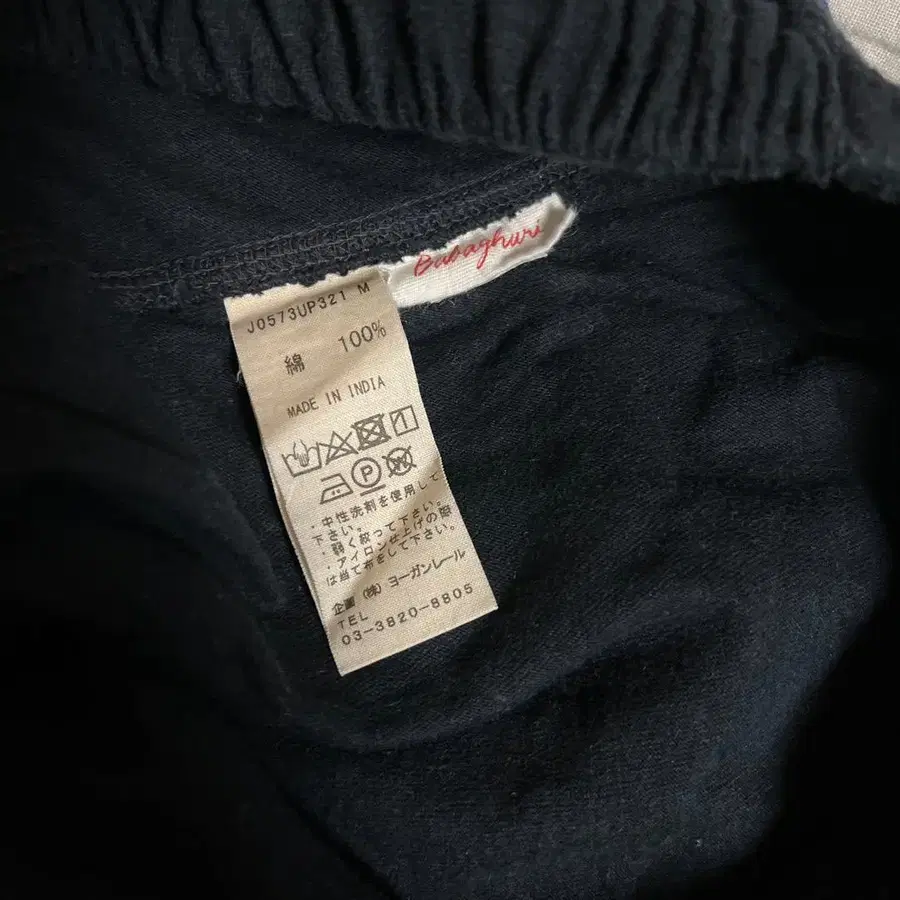 Babaghuri
J0573UP321 M
綿 100%
MADE IN INDIA
P
W
・中性洗剤を使用して
下さい。
・弱く絞って下さい。
・アイロン仕上げの際
は当て布をして下さい。
企画 (株) ヨーガンレール
TEL
03-3820-8805